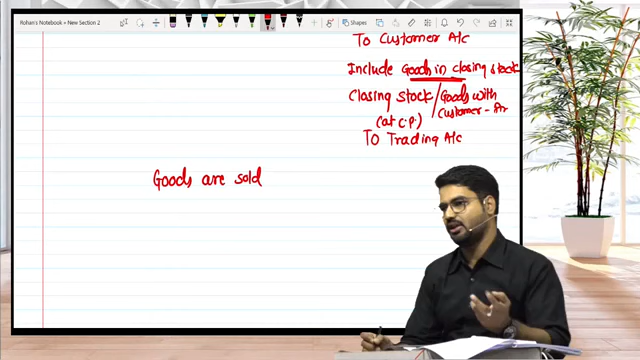 Rohan's Notebook » New Section 2
Shapes
To Customer A/c
Include Goods in closing stock
Closing stock / Goods with
customer - Dr
(at C.P.)
To Trading A/c
Goods are sold